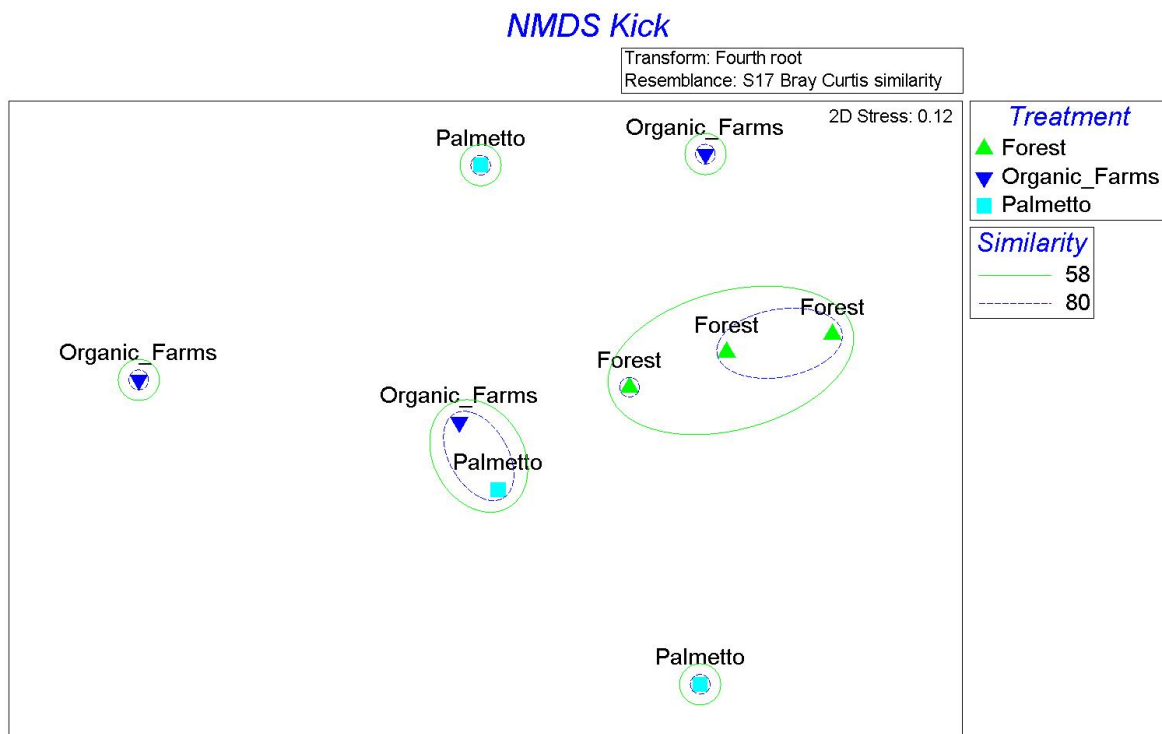 NMDS Kick
Transform: Fourth root
Resemblance: S17 Bray Curtis similarity
2D Stress: 0.12
Palmetto
Organic_Farms
Forest
Forest
Forest
Organic_Farms
Organic_Farms
Palmetto
Palmetto
Treatment
Forest
Organic_Farms
Palmetto
Similarity
58
80